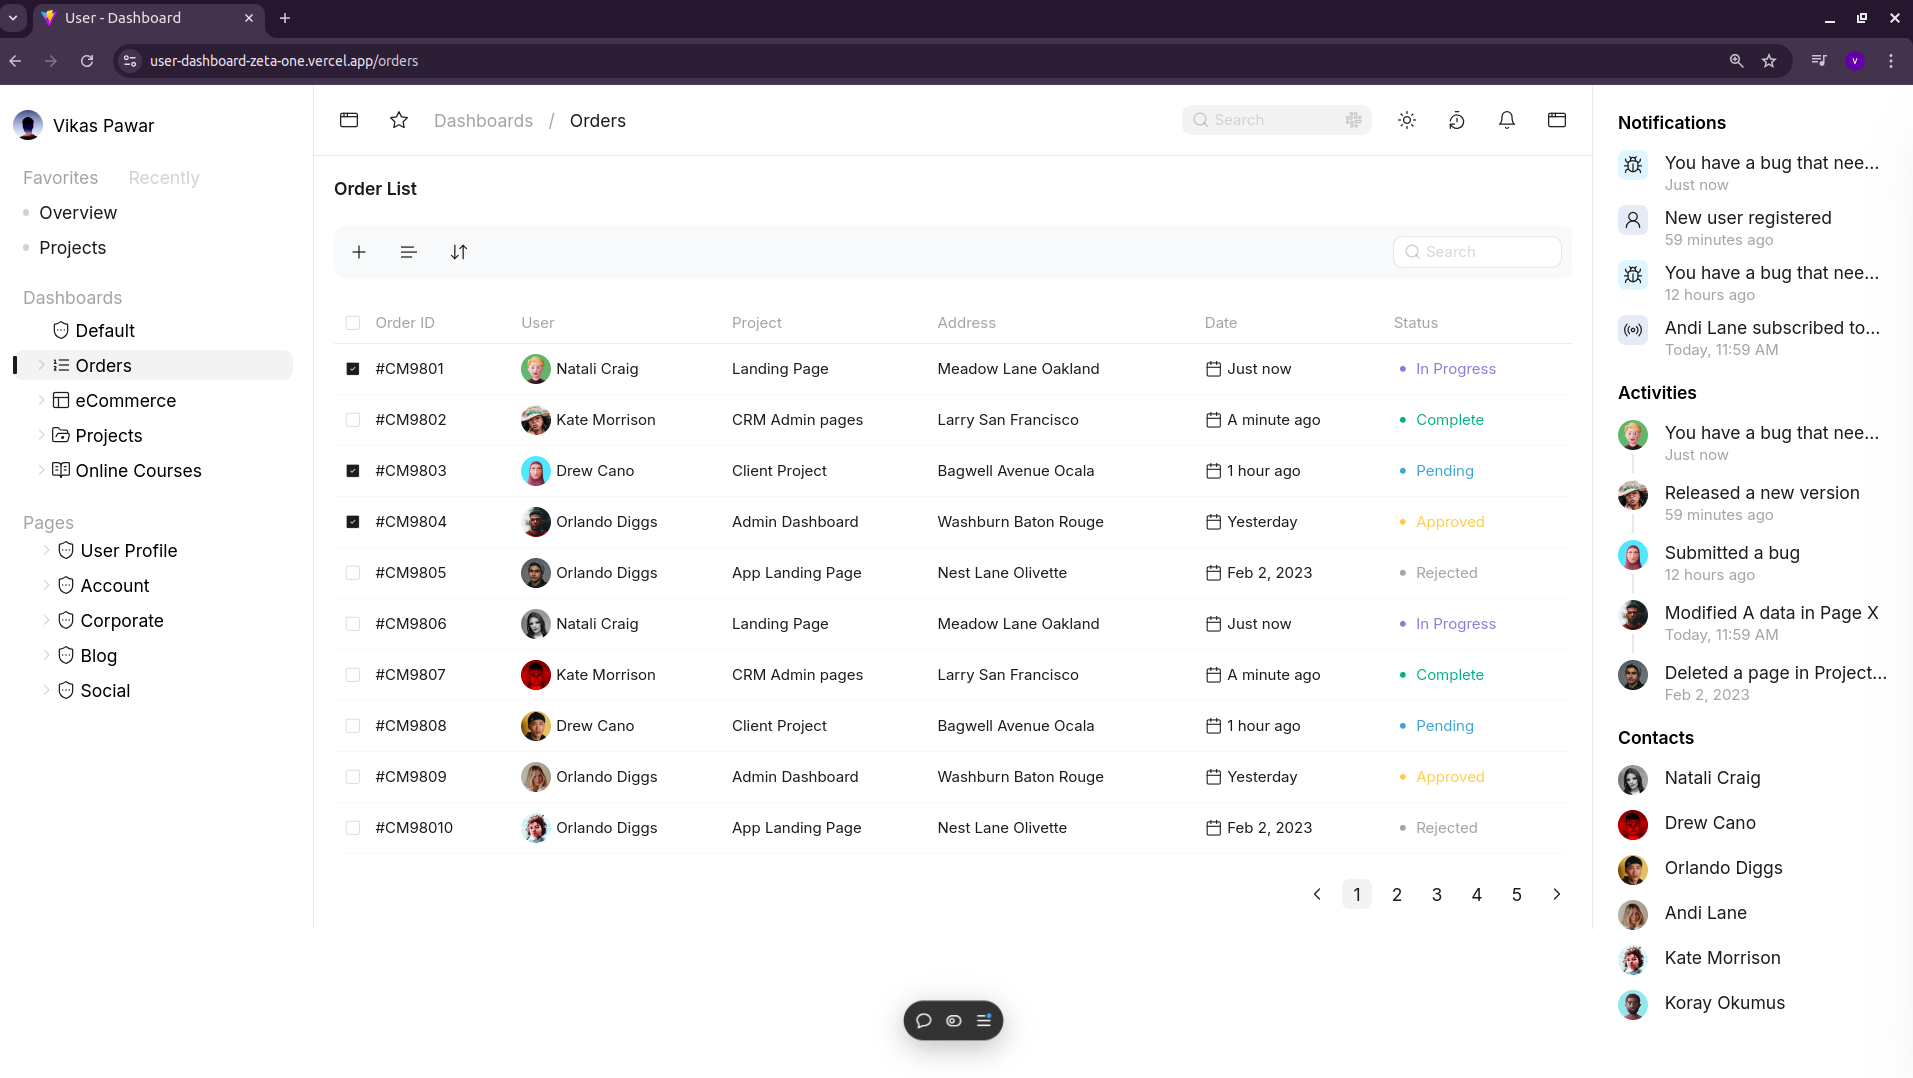 User - Dashboard
user-dashboard-zeta-one.vercel.app/orders
V
Vikas Pawar
Favorites Recently
Overview
Projects
Dashboards
Default
Orders
eCommerce
Projects
Online Courses
Pages
User Profile
Account
Corporate
Blog
Social
Dashboards / Orders
Search
Order List
Search
Order ID User Project Address Date Status
#CM9801 Natali Craig Landing Page Meadow Lane Oakland Just now In Progress
#CM9802 Kate Morrison CRM Admin pages Larry San Francisco A minute ago Complete
#CM9803 Drew Cano Client Project Bagwell Avenue Ocala 1 hour ago Pending
#CM9804 Orlando Diggs Admin Dashboard Washburn Baton Rouge Yesterday Approved
#CM9805 Orlando Diggs App Landing Page Nest Lane Olivette Feb 2, 2023 Rejected
#CM9806 Natali Craig Landing Page Meadow Lane Oakland Just now In Progress
#CM9807 Kate Morrison CRM Admin pages Larry San Francisco A minute ago Complete
#CM9808 Drew Cano Client Project Bagwell Avenue Ocala 1 hour ago Pending
#CM9809 Orlando Diggs Admin Dashboard Washburn Baton Rouge Yesterday Approved
#CM98010 Orlando Diggs App Landing Page Nest Lane Olivette Feb 2, 2023 Rejected
1 2 3 4 5
Notifications
You have a bug that nee...
Just now
New user registered
59 minutes ago
You have a bug that nee...
12 hours ago
Andi Lane subscribed to...
Today, 11:59 AM
Activities
You have a bug that nee...
Just now
Released a new version
59 minutes ago
Submitted a bug
12 hours ago
Modified A data in Page X
Today, 11:59 AM
Deleted a page in Project...
Feb 2, 2023
Contacts
Natali Craig
Drew Cano
Orlando Diggs
Andi Lane
Kate Morrison
Koray Okumus